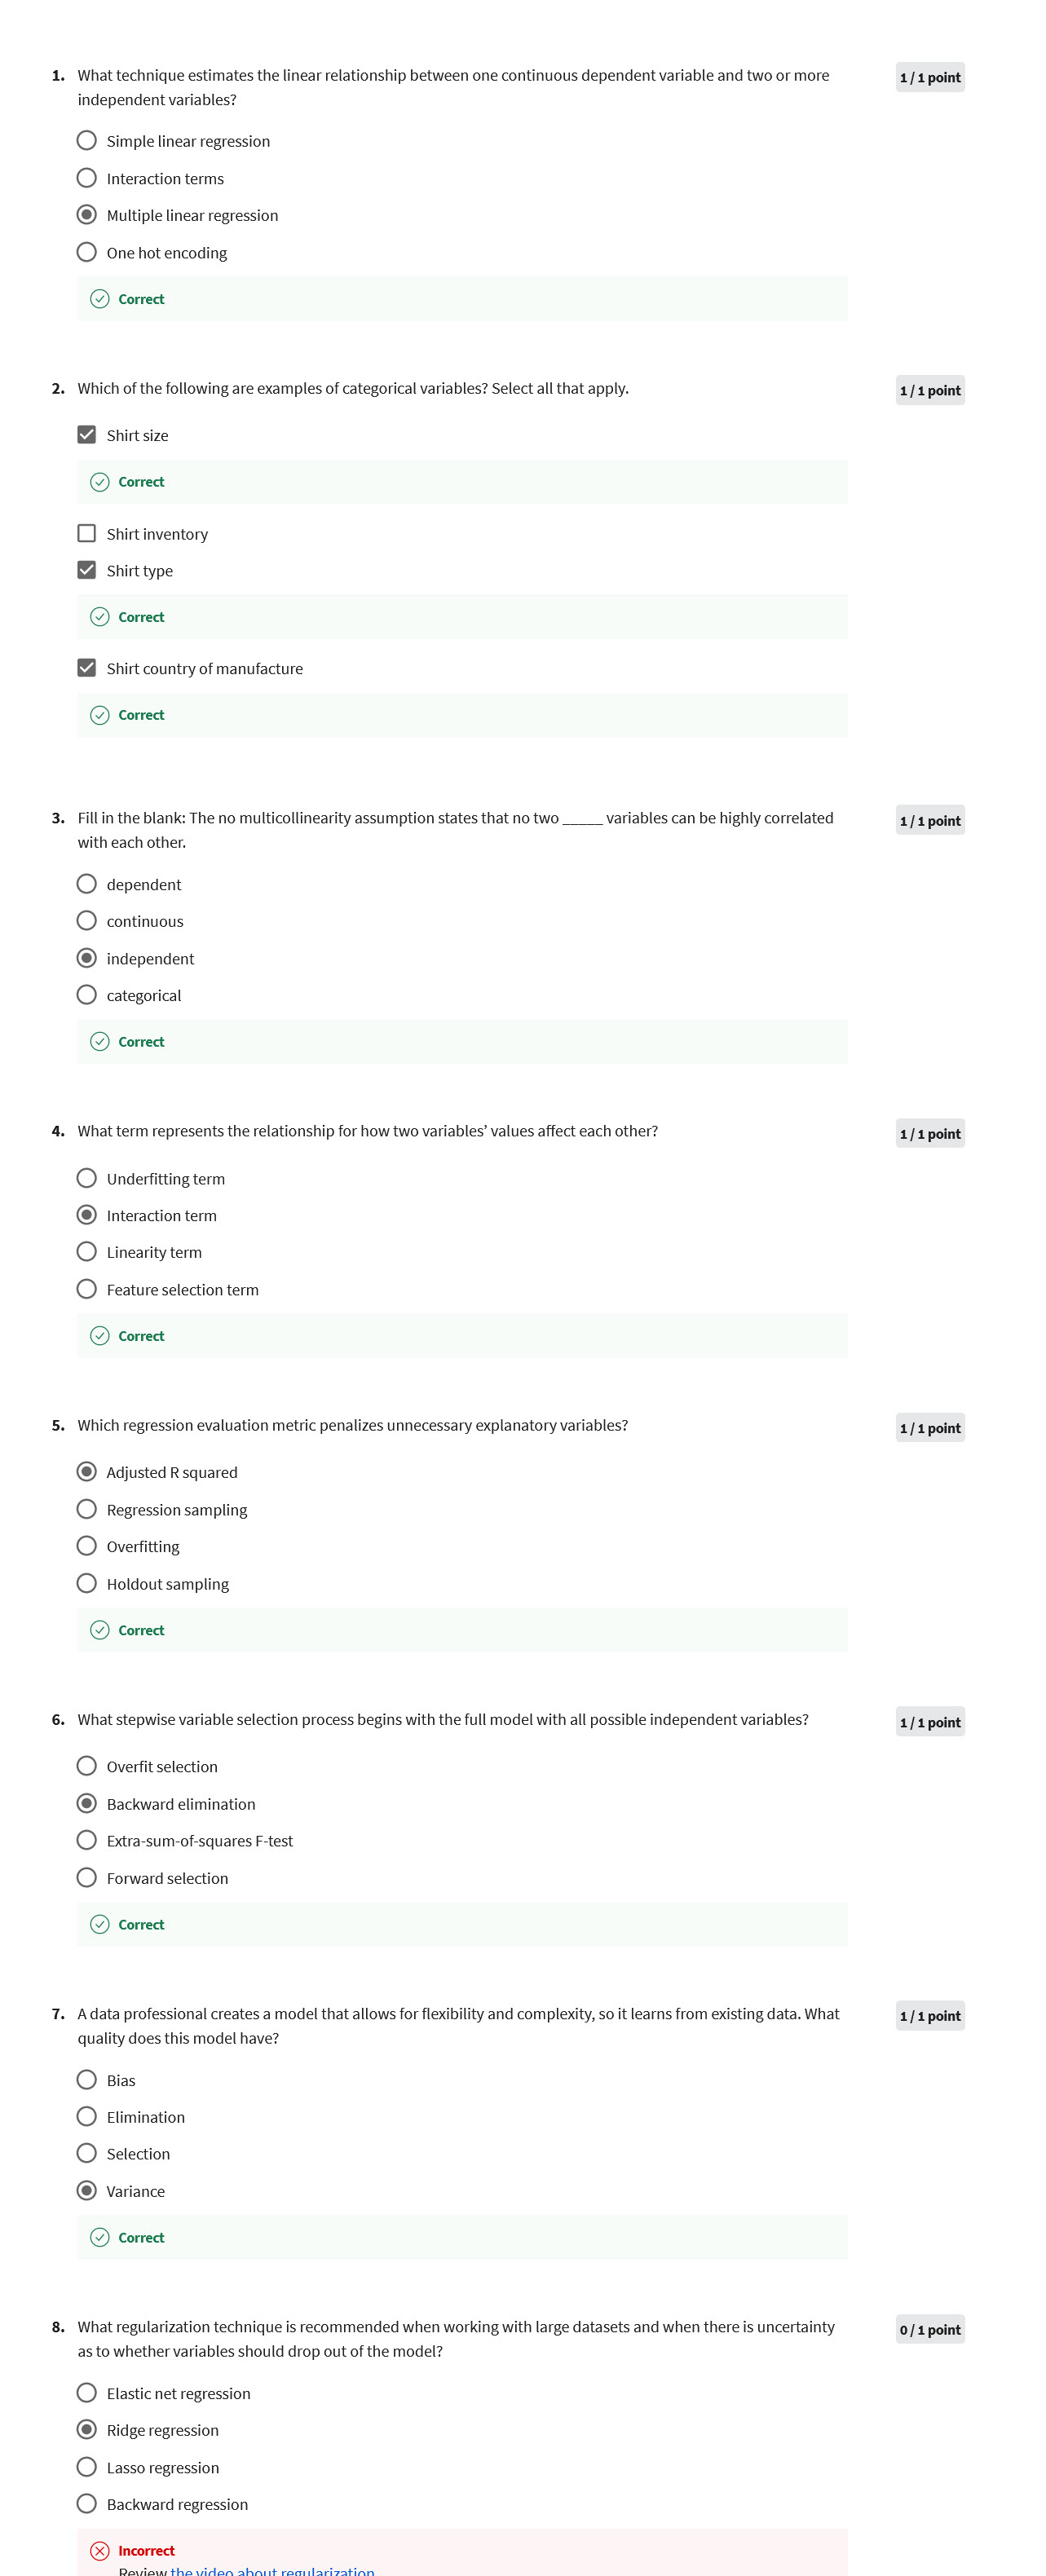 1. What technique estimates the linear relationship between one continuous dependent variable and two or more
independent variables?
1 / 1 point
Simple linear regression
Interaction terms
Multiple linear regression
One hot encoding
Correct
2. Which of the following are examples of categorical variables? Select all that apply.
1 / 1 point
Shirt size
Correct
Shirt inventory
Shirt type
Correct
Shirt country of manufacture
Correct
3. Fill in the blank: The no multicollinearity assumption states that no two _____ variables can be highly correlated
with each other.
1 / 1 point
dependent
continuous
independent
categorical
Correct
4. What term represents the relationship for how two variables’ values affect each other?
1 / 1 point
Underfitting term
Interaction term
Linearity term
Feature selection term
Correct
5. Which regression evaluation metric penalizes unnecessary explanatory variables?
1 / 1 point
Adjusted R squared
Regression sampling
Overfitting
Holdout sampling
Correct
6. What stepwise variable selection process begins with the full model with all possible independent variables?
1 / 1 point
Overfit selection
Backward elimination
Extra-sum-of-squares F-test
Forward selection
Correct
7. A data professional creates a model that allows for flexibility and complexity, so it learns from existing data. What
quality does this model have?
1 / 1 point
Bias
Elimination
Selection
Variance
Correct
8. What regularization technique is recommended when working with large datasets and when there is uncertainty
as to whether variables should drop out of the model?
0 / 1 point
Elastic net regression
Ridge regression
Lasso regression
Backward regression
Incorrect
Review the video about regularization